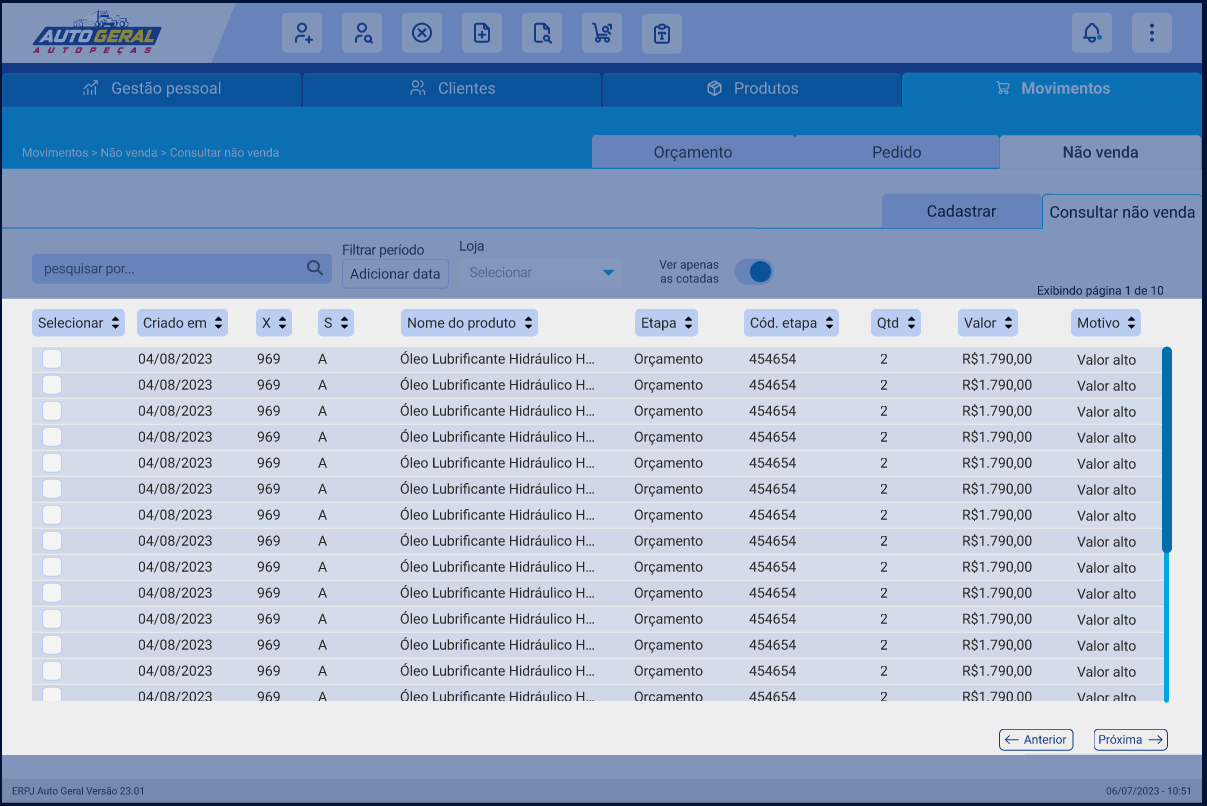 AUTO GERAL
AUTOPEÇAS
Gestão pessoal Clientes Produtos Movimentos
Movimentos > Não venda > Consultar não venda
Orçamento Pedido Não venda
Cadastrar Consultar não venda
pesquisar por...
Filtrar período
Adicionar data
Loja
Selecionar
Ver apenas
as cotadas
Exibindo página 1 de 10
Selecionar Criado em X S Nome do produto Etapa Cód. etapa Qtd Valor Motivo
04/08/2023 969 A Óleo Lubrificante Hidráulico H... Orçamento 454654 2 R$1.790,00 Valor alto
04/08/2023 969 A Óleo Lubrificante Hidráulico H... Orçamento 454654 2 R$1.790,00 Valor alto
04/08/2023 969 A Óleo Lubrificante Hidráulico H... Orçamento 454654 2 R$1.790,00 Valor alto
04/08/2023 969 A Óleo Lubrificante Hidráulico H... Orçamento 454654 2 R$1.790,00 Valor alto
04/08/2023 969 A Óleo Lubrificante Hidráulico H... Orçamento 454654 2 R$1.790,00 Valor alto
04/08/2023 969 A Óleo Lubrificante Hidráulico H... Orçamento 454654 2 R$1.790,00 Valor alto
04/08/2023 969 A Óleo Lubrificante Hidráulico H... Orçamento 454654 2 R$1.790,00 Valor alto
04/08/2023 969 A Óleo Lubrificante Hidráulico H... Orçamento 454654 2 R$1.790,00 Valor alto
04/08/2023 969 A Óleo Lubrificante Hidráulico H... Orçamento 454654 2 R$1.790,00 Valor alto
04/08/2023 969 A Óleo Lubrificante Hidráulico H... Orçamento 454654 2 R$1.790,00 Valor alto
04/08/2023 969 A Óleo Lubrificante Hidráulico H... Orçamento 454654 2 R$1.790,00 Valor alto
04/08/2023 969 A Óleo Lubrificante Hidráulico H... Orçamento 454654 2 R$1.790,00 Valor alto
04/08/2023 969 A Óleo Lubrificante Hidráulico H... Orçamento 454654 2 R$1.790,00 Valor alto
04/08/2023 969 A Óleo Lubrificante Hidráulico H... Orçamento 454654 2 R$1.790,00 Valor alto
Anterior Próxima
ERPJ Auto Geral Versão 23.01 06/07/2023 - 10:51